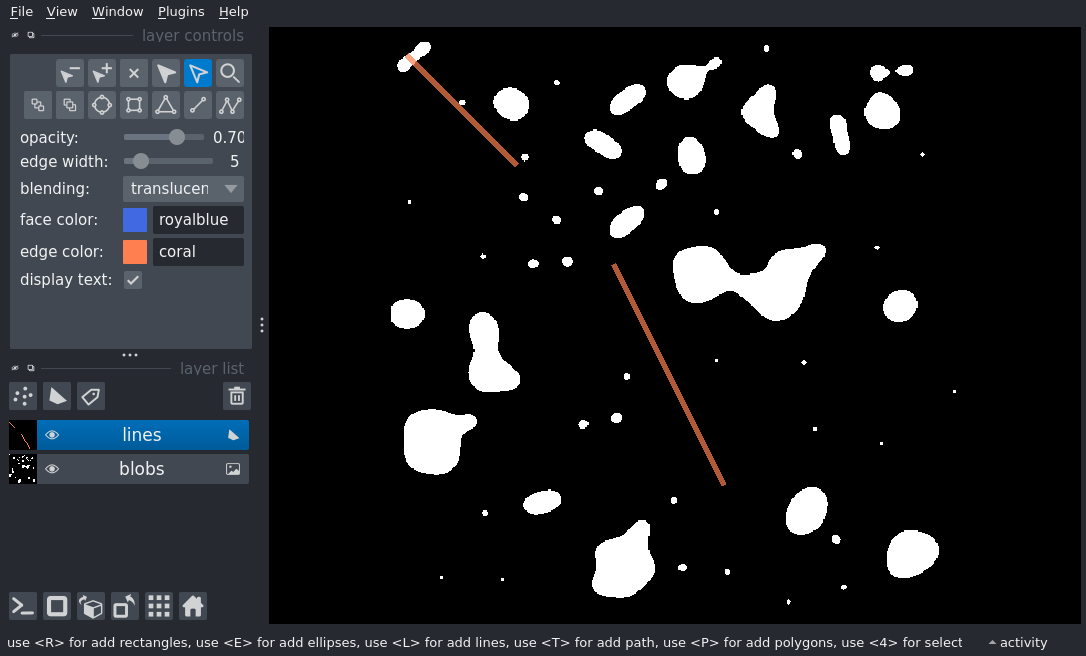 File View Window Plugins Help
layer controls
opacity: 0.70
edge width: 5
blending: translucen
face color: royalblue
edge color: coral
display text:
layer list
lines
blobs
use <R> for add rectangles, use <E> for add ellipses, use <L> for add lines, use <T> for add path, use <P> for add polygons, use <4> for select
activity